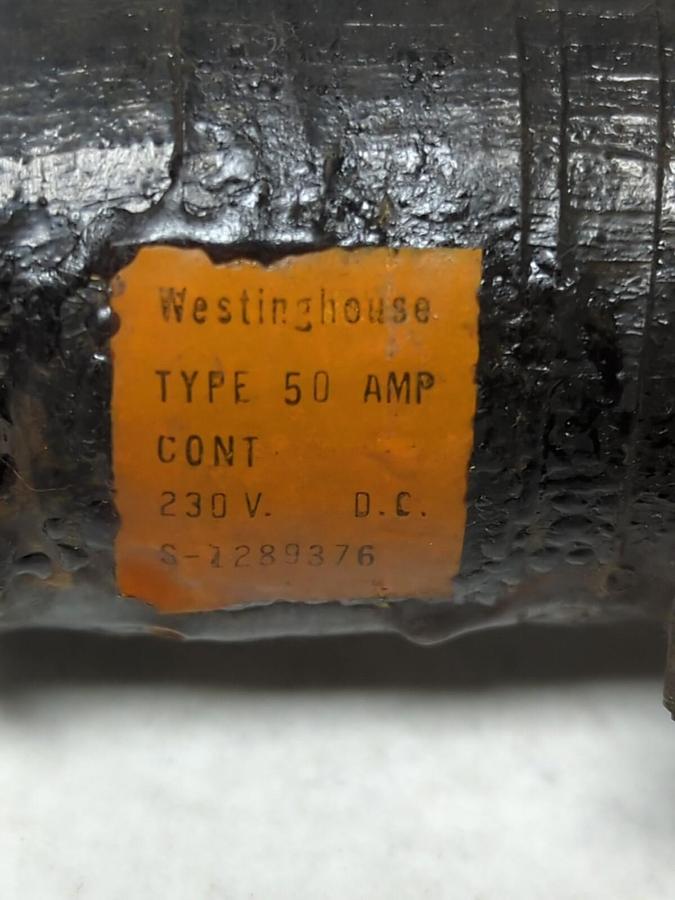 Westinghouse
TYPE 50 AMP
CONT
230 V. D.C.
S-1289376